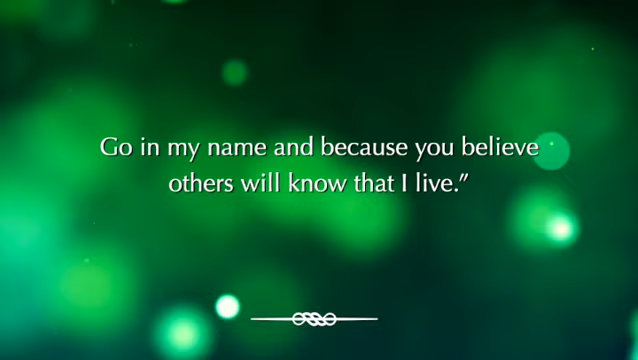 Go in my name and because you believe
others will know that I live.”